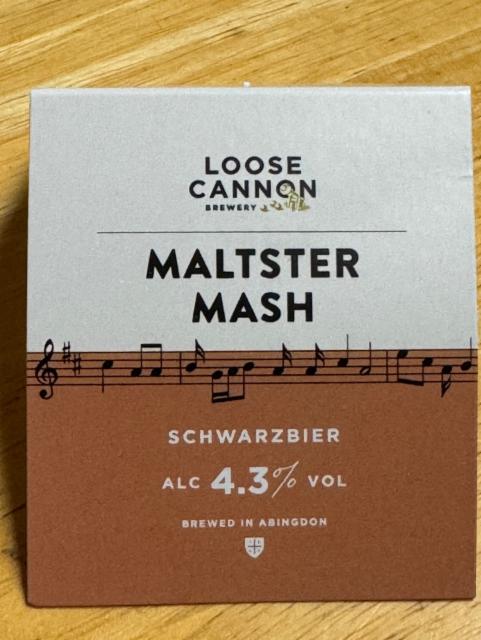 LOOSE
CANNON
BREWERY
MALTSTER
MASH
SCHWARZBIER
ALC 4.3% VOL
BREWED IN ABINGDON